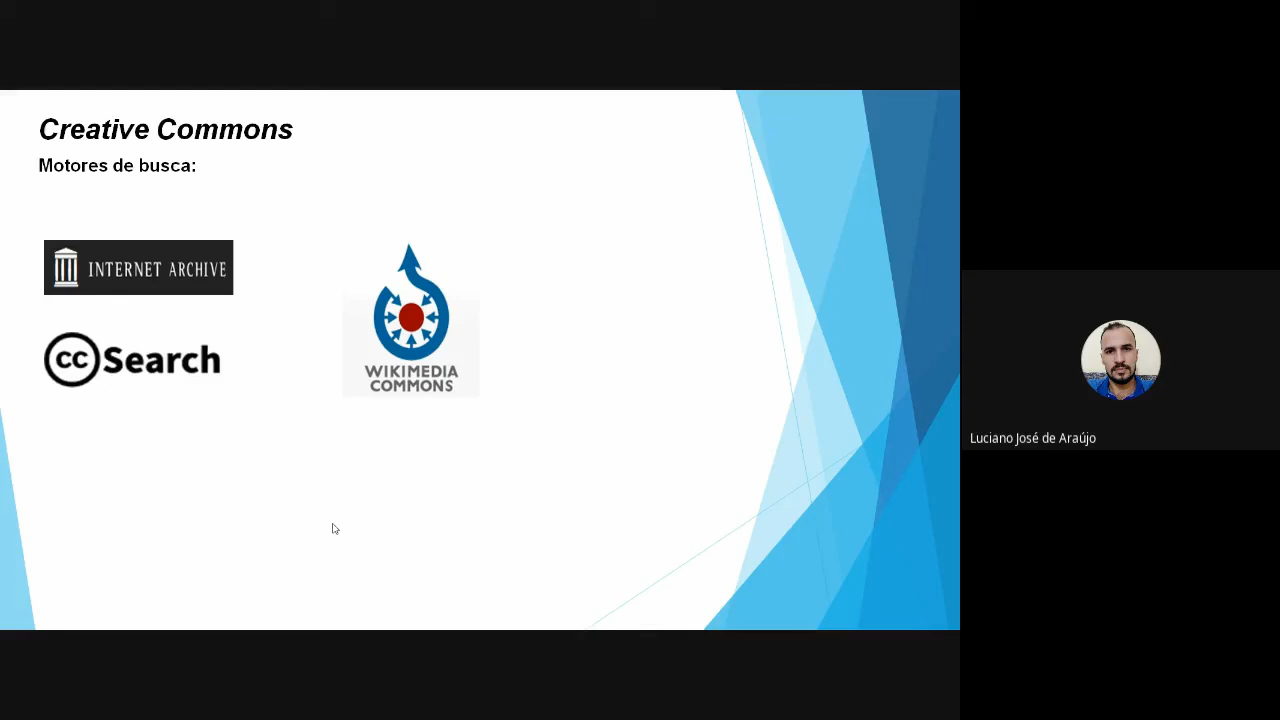 Creative Commons
Motores de busca:
INTERNET ARCHIVE
cc Search
WIKIMEDIA
COMMONS
Luciano José de Araújo